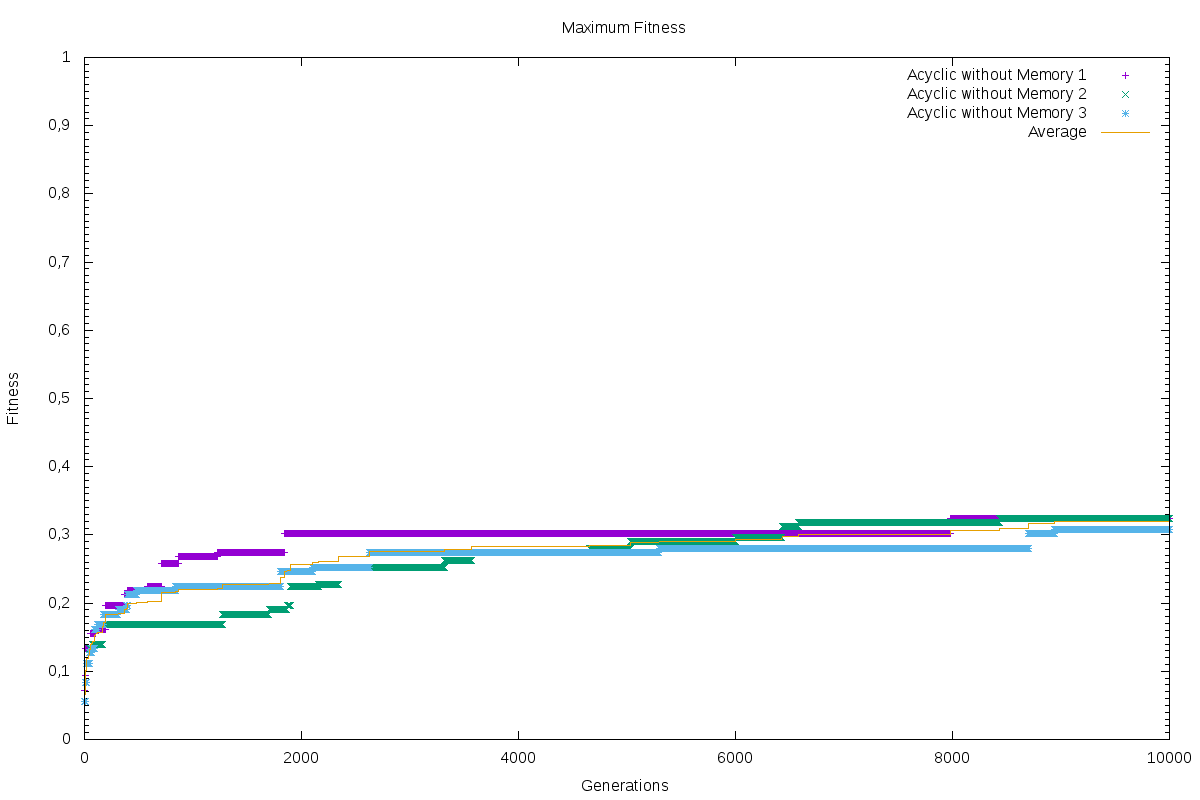 Maximum Fitness
1
0,9
0,8
0,7
0,6
0,5
0,4
0,3
0,2
0,1
0
Fitness
Acyclic without Memory 1
Acyclic without Memory 2
Acyclic without Memory 3
Average
0 2000 4000 6000 8000 10000
Generations